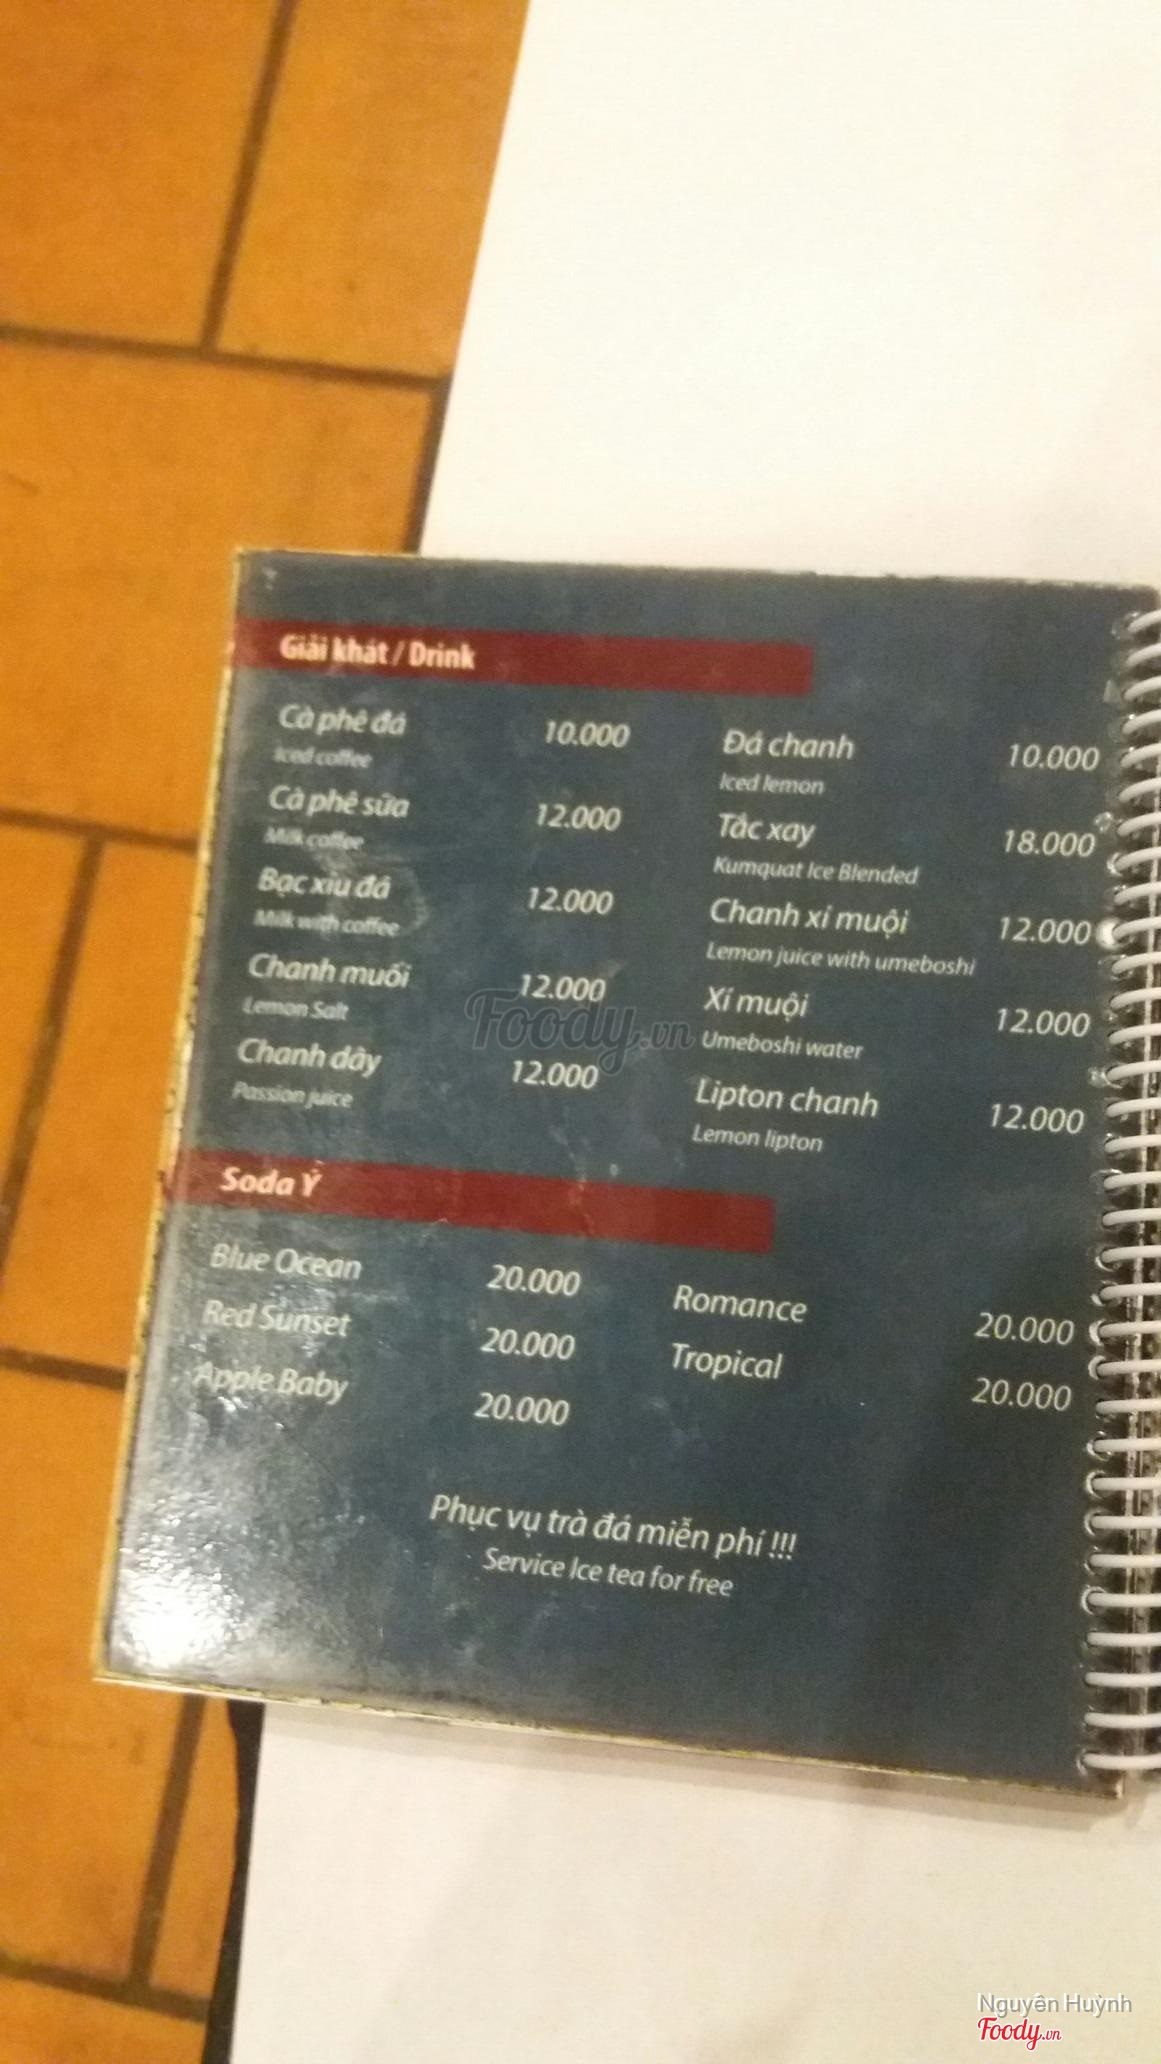 Giải khát / Drink
Cà phê đá 10.000
Iced coffee
Cà phê sữa 12.000
Milk coffee
Bạc xỉu đá 12.000
Milk with coffee
Chanh muối 12.000
Lemon Salt
Chanh dây 12.000
Passion juice
Đá chanh 10.000
Iced lemon
Tắc xay 18.000
Kumquat Ice Blended
Chanh xí muội 12.000
Lemon juice with umeboshi
Xí muội 12.000
Umeboshi water
Lipton chanh 12.000
Lemon lipton
Soda Ý
Blue Ocean 20.000
Red Sunset 20.000
Apple Baby 20.000
Romance 20.000
Tropical 20.000
Phục vụ trà đá miễn phí !!!
Service Ice tea for free
Foody.vn
Nguyên Huỳnh
Foody.vn